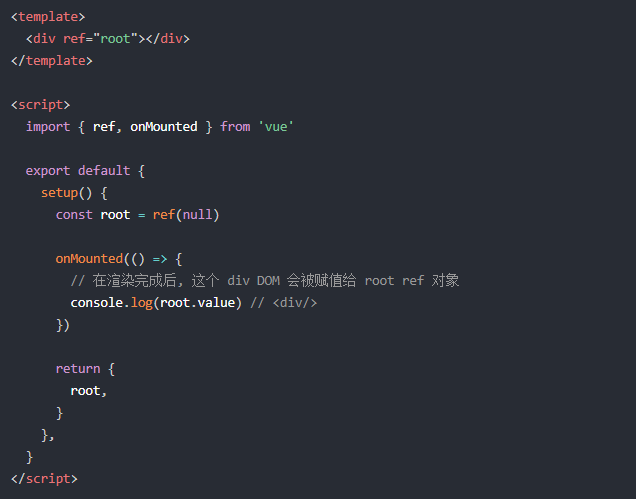 <template>
  <div ref="root"></div>
</template>

<script>
  import { ref, onMounted } from 'vue'

  export default {
    setup() {
      const root = ref(null)

      onMounted(() => {
        // 在渲染完成后, 这个 div DOM 会被赋值给 root ref 对象
        console.log(root.value) // <div/>
      })

      return {
        root,
      }
    },
  }
</script>